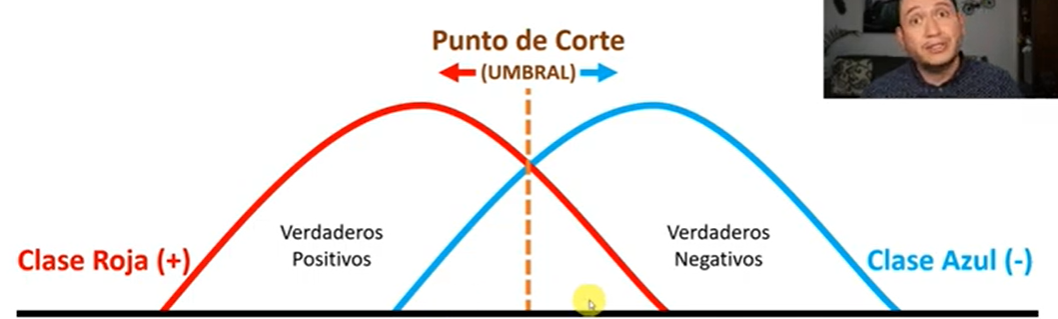 Punto de Corte
(UMBRAL)
Verdaderos
Positivos
Verdaderos
Negativos
Clase Roja (+)
Clase Azul (-)